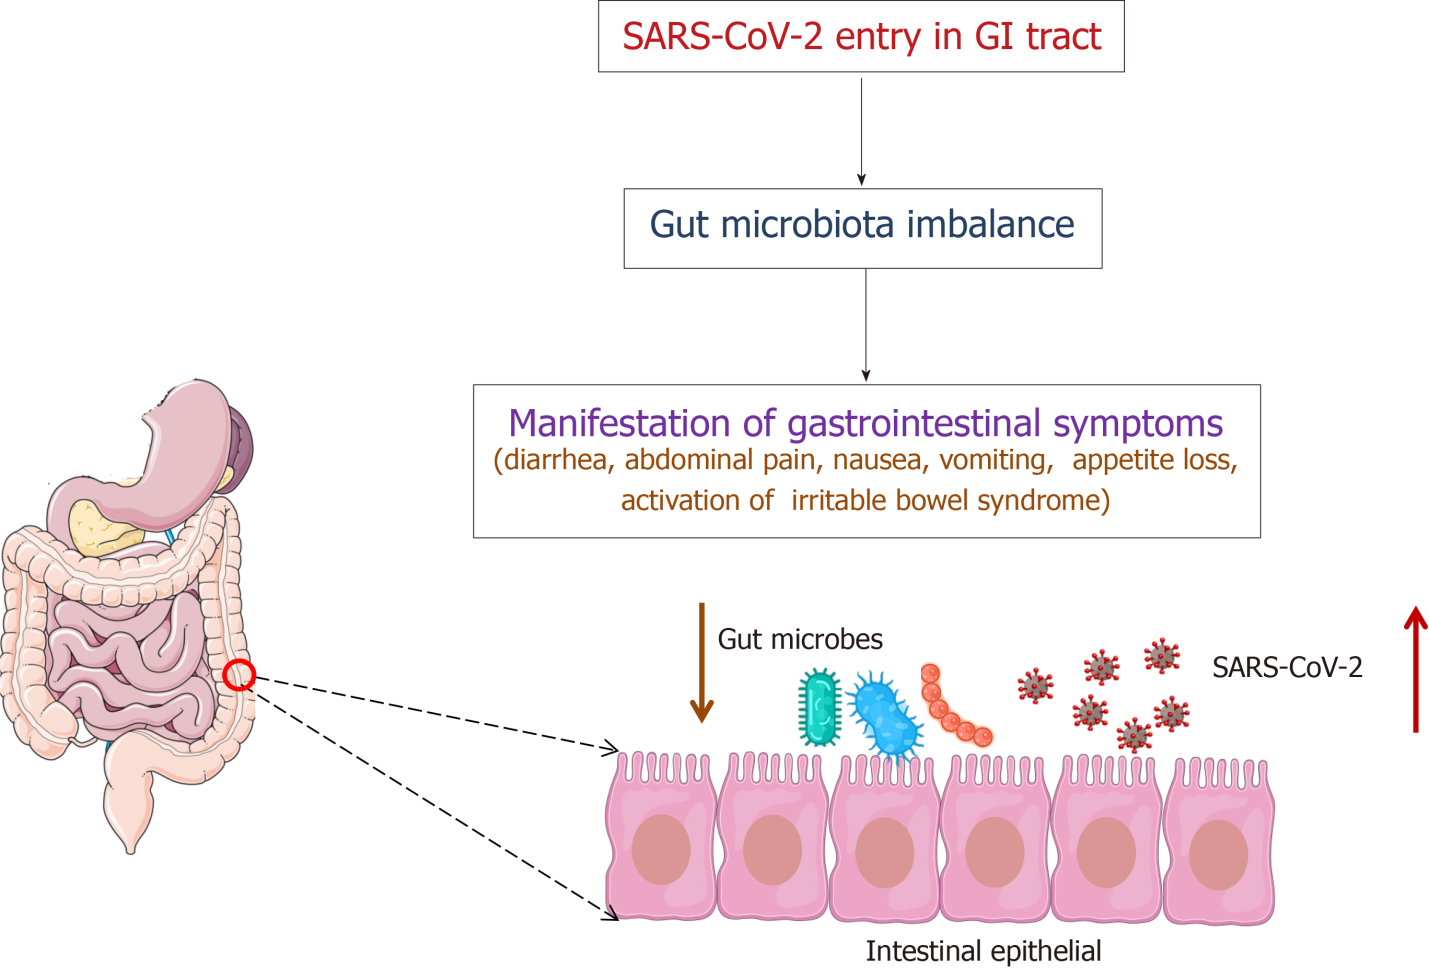 SARS-CoV-2 entry in GI tract
Gut microbiota imbalance
Manifestation of gastrointestinal symptoms
(diarrhea, abdominal pain, nausea, vomiting, appetite loss,
activation of irritable bowel syndrome)
Gut microbes
SARS-CoV-2
Intestinal epithelial